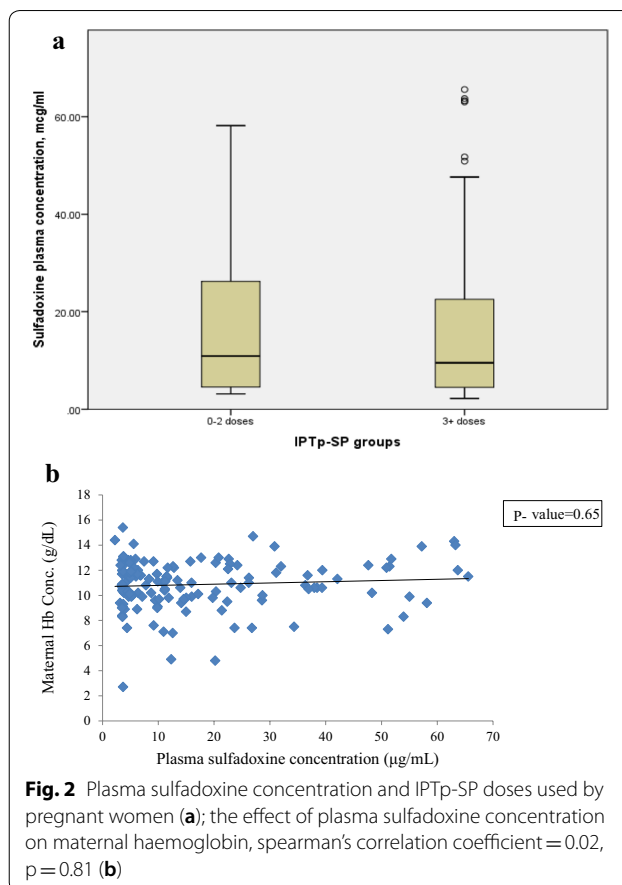 a
Sulfadoxine plasma concentration, mcg/ml
60.00
40.00
20.00
.00
0-2 doses
3+ doses
IPTp-SP groups
b
P- value=0.65
Maternal Hb Conc. (g/dL)
18
16
14
12
10
8
6
4
2
0
0 10 20 30 40 50 60 70
Plasma sulfadoxine concentration (µg/mL)
Fig. 2 Plasma sulfadoxine concentration and IPTp-SP doses used by
pregnant women (a); the effect of plasma sulfadoxine concentration
on maternal haemoglobin, spearman's correlation coefficient = 0.02,
p = 0.81 (b)